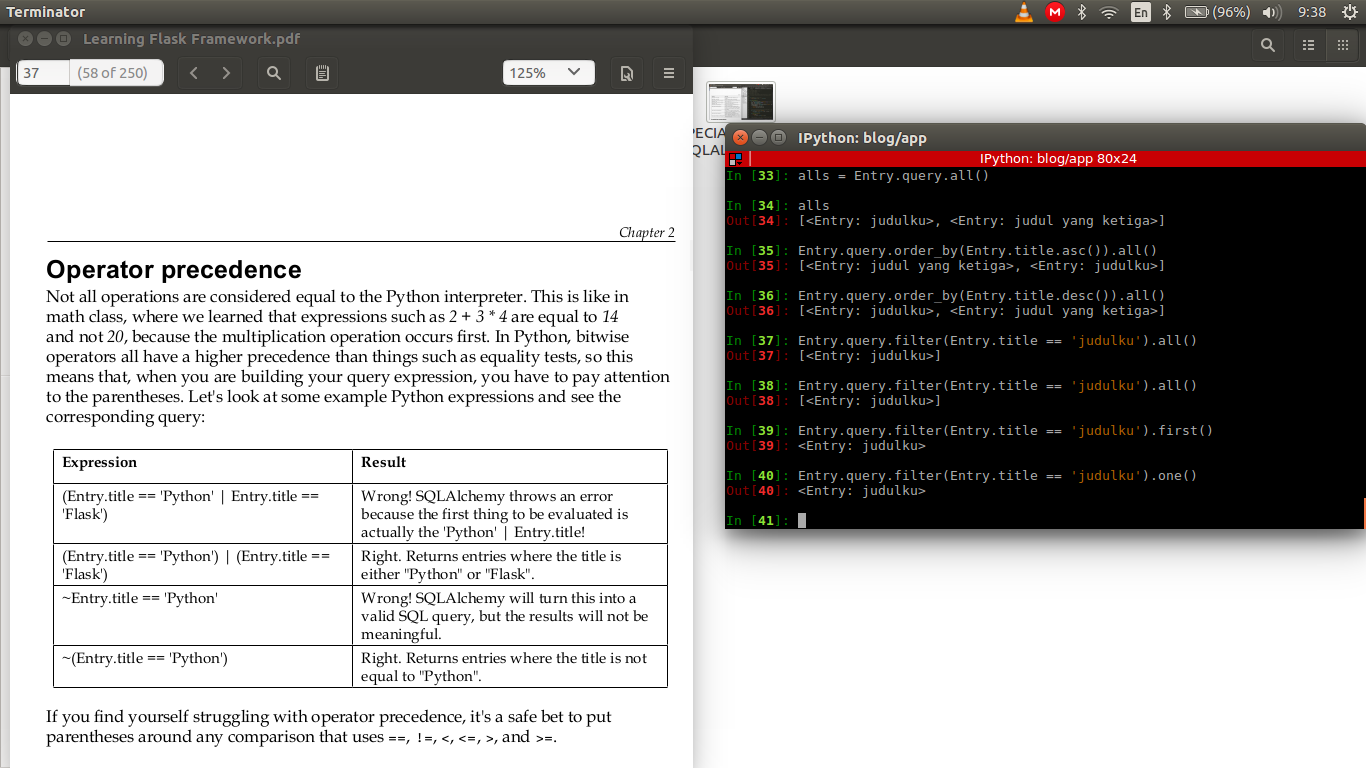 Terminator
En
(96%)
9:38
Learning Flask Framework.pdf
37
(58 of 250)
125%
Chapter 2
Operator precedence
Not all operations are considered equal to the Python interpreter. This is like in
math class, where we learned that expressions such as 2 + 3 * 4 are equal to 14
and not 20, because the multiplication operation occurs first. In Python, bitwise
operators all have a higher precedence than things such as equality tests, so this
means that, when you are building your query expression, you have to pay attention
to the parentheses. Let's look at some example Python expressions and see the
corresponding query:
Expression
Result
(Entry.title == 'Python' | Entry.title ==
'Flask')
Wrong! SQLAlchemy throws an error
because the first thing to be evaluated is
actually the 'Python' | Entry.title!
(Entry.title == 'Python') | (Entry.title ==
'Flask')
Right. Returns entries where the title is
either "Python" or "Flask".
~Entry.title == 'Python'
Wrong! SQLAlchemy will turn this into a
valid SQL query, but the results will not be
meaningful.
~(Entry.title == 'Python')
Right. Returns entries where the title is not
equal to "Python".
If you find yourself struggling with operator precedence, it's a safe bet to put
parentheses around any comparison that uses ==, !=, <, <=, >, and >=.
IPython: blog/app
IPython: blog/app 80x24
In [33]: alls = Entry.query.all()
In [34]: alls
Out[34]: [<Entry: judulku>, <Entry: judul yang ketiga>]
In [35]: Entry.query.order_by(Entry.title.asc()).all()
Out[35]: [<Entry: judul yang ketiga>, <Entry: judulku>]
In [36]: Entry.query.order_by(Entry.title.desc()).all()
Out[36]: [<Entry: judulku>, <Entry: judul yang ketiga>]
In [37]: Entry.query.filter(Entry.title == 'judulku').all()
Out[37]: [<Entry: judulku>]
In [38]: Entry.query.filter(Entry.title == 'judulku').all()
Out[38]: [<Entry: judulku>]
In [39]: Entry.query.filter(Entry.title == 'judulku').first()
Out[39]: <Entry: judulku>
In [40]: Entry.query.filter(Entry.title == 'judulku').one()
Out[40]: <Entry: judulku>
In [41]: